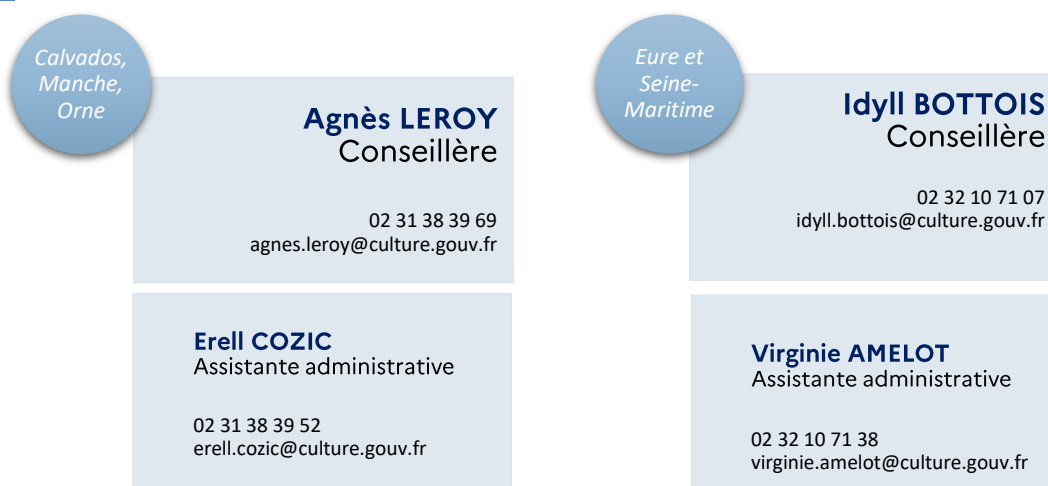 Calvados,
Manche,
Orne
Agnès LEROY
Conseillère
02 31 38 39 69
agnes.leroy@culture.gouv.fr
Erell COZIC
Assistante administrative
02 31 38 39 52
erell.cozic@culture.gouv.fr
Eure et
Seine-
Maritime
Idyll BOTTOIS
Conseillère
02 32 10 71 07
idyll.bottois@culture.gouv.fr
Virginie AMELOT
Assistante administrative
02 32 10 71 38
virginie.amelot@culture.gouv.fr